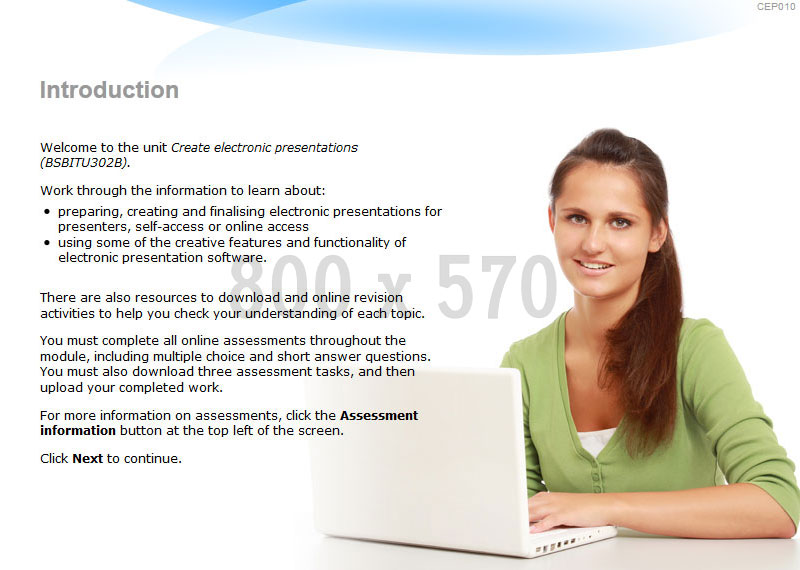 CEP010
Introduction
Welcome to the unit Create electronic presentations
(BSBITU302B).
Work through the information to learn about:
• preparing, creating and finalising electronic presentations for
presenters, self-access or online access
• using some of the creative features and functionality of
electronic presentation software.
800 x 570
There are also resources to download and online revision
activities to help you check your understanding of each topic.
You must complete all online assessments throughout the
module, including multiple choice and short answer questions.
You must also download three assessment tasks, and then
upload your completed work.
For more information on assessments, click the Assessment
information button at the top left of the screen.
Click Next to continue.